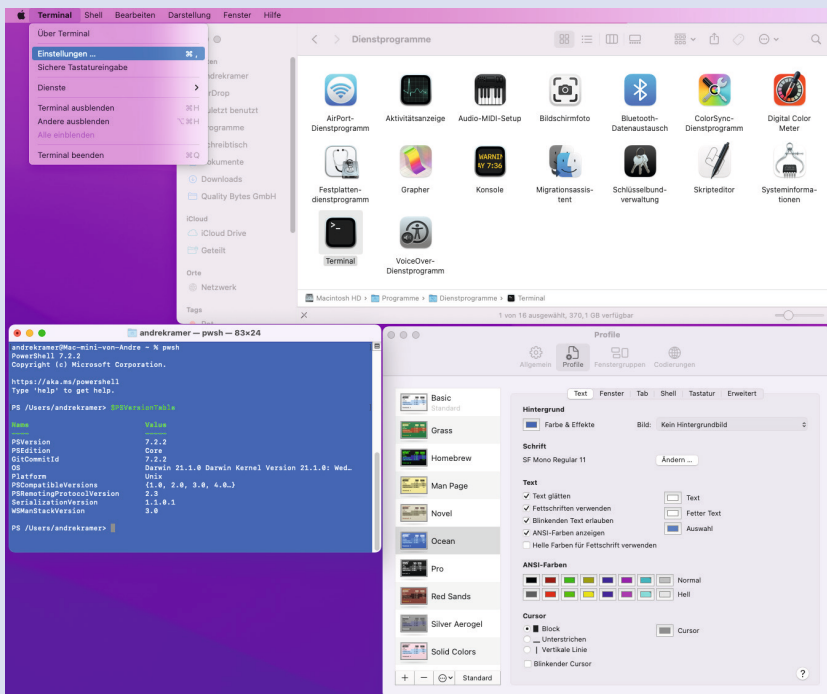 Terminal Shell Bearbeiten Darstellung Fenster Hilfe
Über Terminal
Einstellungen ... ⌘ ,
Sichere Tastatureingabe
Dienste
Terminal ausblenden ⌘H
Andere ausblenden ⌥⌘H
Alle einblenden
Terminal beenden ⌘Q
Downloads
Quality Bytes GmbH
iCloud
iCloud Drive
Geteilt
Orte
Netzwerk
Tags
Dienstprogramme
AirPort-
Dienstprogramm
Aktivitätsanzeige
Audio-MIDI-Setup
Bildschirmfoto
Bluetooth-
Datenaustausch
ColorSync-
Dienstprogramm
Digital Color
Meter
WARNIN
AY 7:36
Festplatten-
dienstprogramm
Grapher
Konsole
Migrationsassis-
tent
Schlüsselbund-
verwaltung
Skripteditor
Systeminforma-
tionen
Terminal
VoiceOver-
Dienstprogramm
Macintosh HD › Programme › Dienstprogramme › Terminal
1 von 16 ausgewählt, 370,1 GB verfügbar
andrekramer — pwsh — 83×24
andrekramer@Mac-mini-von-Andre ~ % pwsh
PowerShell 7.2.2
Copyright (c) Microsoft Corporation.
https://aka.ms/powershell
Type 'help' to get help.
PS /Users/andrekramer> $PSVersionTable
Name Value
---- -----
PSVersion 7.2.2
PSEdition Core
GitCommitId 7.2.2
OS Darwin 21.1.0 Darwin Kernel Version 21.1.0: Wed…
Platform Unix
PSCompatibleVersions {1.0, 2.0, 3.0, 4.0…}
PSRemotingProtocolVersion 2.3
SerializationVersion 1.1.0.1
WSManStackVersion 3.0
PS /Users/andrekramer>
Profile
Allgemein Profile Fenstergruppen Codierungen
Basic
Standard
Grass
Homebrew
Man Page
Novel
Ocean
Pro
Red Sands
Silver Aerogel
Solid Colors
+ − Standard
Text Fenster Tab Shell Tastatur Erweitert
Hintergrund
Farbe & Effekte Bild: Kein Hintergrundbild
Schrift
SF Mono Regular 11 Ändern ...
Text
Text glätten Text
Fettschriften verwenden Fetter Text
Blinkenden Text erlauben Auswahl
ANSI-Farben anzeigen
Helle Farben für Fettschrift verwenden
ANSI-Farben
Normal
Hell
Cursor
Block Cursor
Unterstrichen
Vertikale Linie
Blinkender Cursor
?